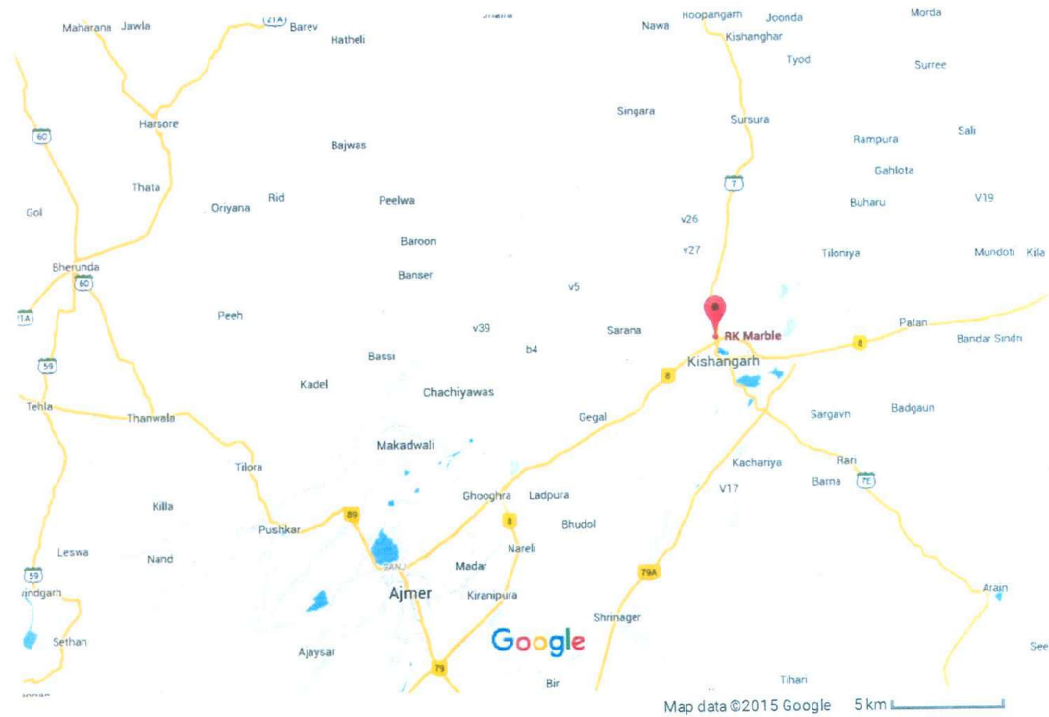 21A
Maharana
Jawla
Barev
Hatheli
Nawa
Roopangarh
Joonda
Morda
Kishanghar
Tyod
Surree
60
Harsore
Singara
Sursura
Sali
Rampura
Bajwas
Gahlota
Thata
7
Rid
Peelwa
V19
Oriyana
Buharu
Gol
v26
Baroon
v27
Tiloniya
Mundoti
Kila
Bherunda
Banser
60
v5
21A
Peeh
v39
Sarana
RK Marble
Palan
8
Bandar Sindri
b4
Bassi
Kishangarh
59
8
Kadel
Chachiyawas
Tehla
Thanwala
Gegal
Sargavn
Badgaun
Makadwali
Tilora
Kachariya
Rari
7E
Barna
V17
Ghooghra
Ladpura
Killa
89
8
Pushkar
Bhudol
Leswa
Nand
Nareli
Madar
59
79A
Ajmer
Kiranipura
Arain
Shrinager
Sethan
Google
Ajaysar
See
79
Bir
Tihari
Map data ©2015 Google
5 km